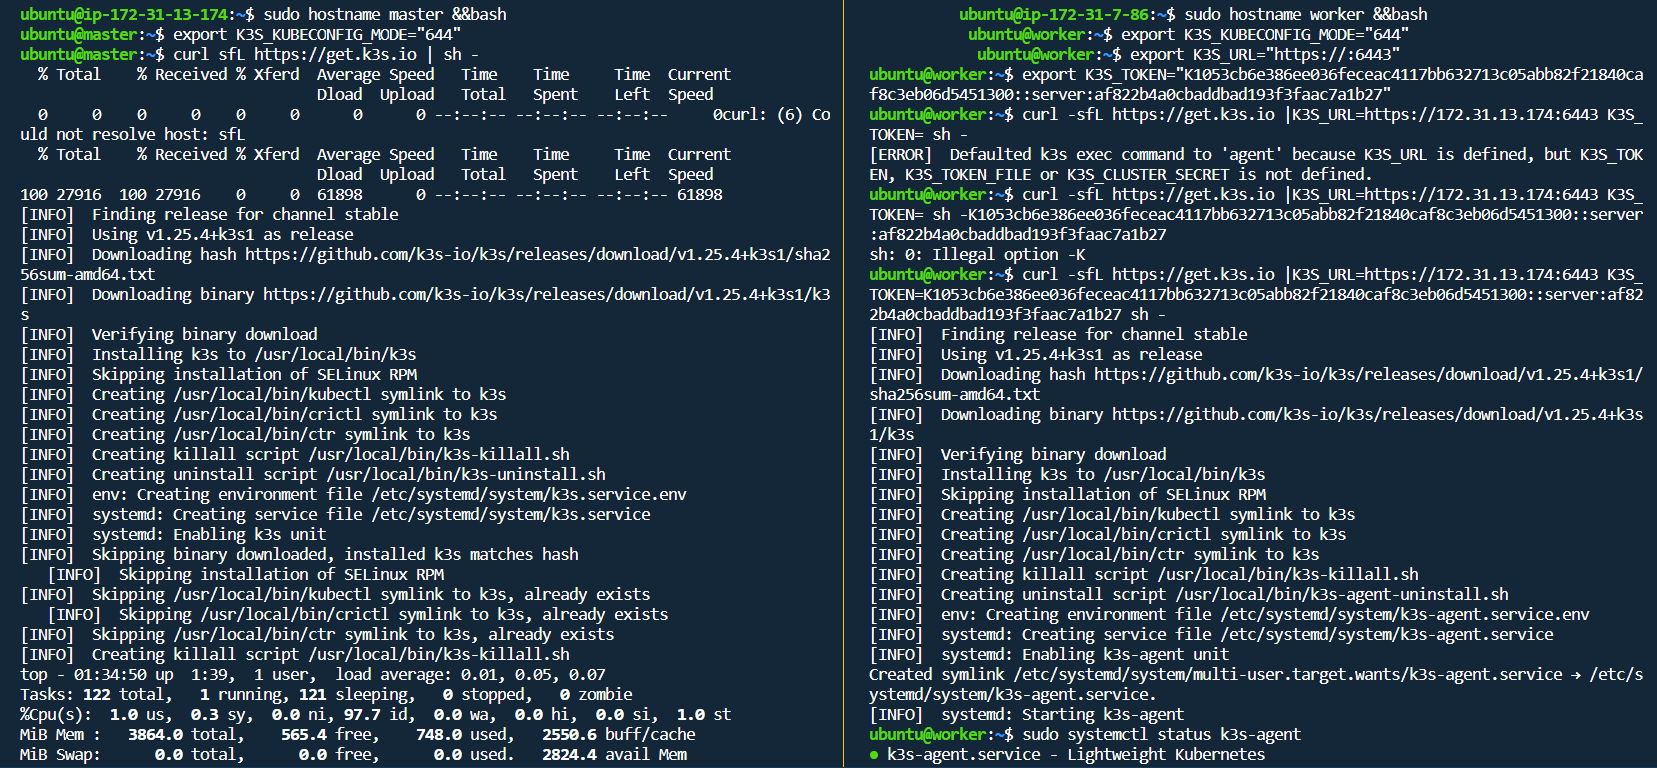 ubuntu@ip-172-31-13-174:~$ sudo hostname master &&bash
ubuntu@master:~$ export K3S_KUBECONFIG_MODE="644"
ubuntu@master:~$ curl sfL https://get.k3s.io | sh -
% Total % Received % Xferd Average Speed Time Time Time Current
Dload Upload Total Spent Left Speed
0 0 0 0 0 0 0 0 --:--:-- --:--:-- --:--:-- 0curl: (6) Co
uld not resolve host: sfL
% Total % Received % Xferd Average Speed Time Time Time Current
Dload Upload Total Spent Left Speed
100 27916 100 27916 0 0 61898 0 --:--:-- --:--:-- --:--:-- 61898
[INFO] Finding release for channel stable
[INFO] Using v1.25.4+k3s1 as release
[INFO] Downloading hash https://github.com/k3s-io/k3s/releases/download/v1.25.4+k3s1/sha2
56sum-amd64.txt
[INFO] Downloading binary https://github.com/k3s-io/k3s/releases/download/v1.25.4+k3s1/k3
s
[INFO] Verifying binary download
[INFO] Installing k3s to /usr/local/bin/k3s
[INFO] Skipping installation of SELinux RPM
[INFO] Creating /usr/local/bin/kubectl symlink to k3s
[INFO] Creating /usr/local/bin/crictl symlink to k3s
[INFO] Creating /usr/local/bin/ctr symlink to k3s
[INFO] Creating killall script /usr/local/bin/k3s-killall.sh
[INFO] Creating uninstall script /usr/local/bin/k3s-uninstall.sh
[INFO] env: Creating environment file /etc/systemd/system/k3s.service.env
[INFO] systemd: Creating service file /etc/systemd/system/k3s.service
[INFO] systemd: Enabling k3s unit
[INFO] Skipping binary downloaded, installed k3s matches hash
[INFO] Skipping installation of SELinux RPM
[INFO] Skipping /usr/local/bin/kubectl symlink to k3s, already exists
[INFO] Skipping /usr/local/bin/crictl symlink to k3s, already exists
[INFO] Skipping /usr/local/bin/ctr symlink to k3s, already exists
[INFO] Creating killall script /usr/local/bin/k3s-killall.sh
top - 01:34:50 up 1:39, 1 user, load average: 0.01, 0.05, 0.07
Tasks: 122 total, 1 running, 121 sleeping, 0 stopped, 0 zombie
%Cpu(s): 1.0 us, 0.3 sy, 0.0 ni, 97.7 id, 0.0 wa, 0.0 hi, 0.0 si, 1.0 st
MiB Mem : 3864.0 total, 565.4 free, 748.0 used, 2550.6 buff/cache
MiB Swap: 0.0 total, 0.0 free, 0.0 used. 2824.4 avail Mem
ubuntu@ip-172-31-7-86:~$ sudo hostname worker &&bash
ubuntu@worker:~$ export K3S_KUBECONFIG_MODE="644"
ubuntu@worker:~$ export K3S_URL="https://:6443"
ubuntu@worker:~$ export K3S_TOKEN="K1053cb6e386ee036feceac4117bb632713c05abb82f21840ca
f8c3eb06d5451300::server:af822b4a0cbaddbad193f3faac7a1b27"
ubuntu@worker:~$ curl -sfL https://get.k3s.io |K3S_URL=https://172.31.13.174:6443 K3S_
TOKEN= sh -
[ERROR] Defaulted k3s exec command to 'agent' because K3S_URL is defined, but K3S_TOK
EN, K3S_TOKEN_FILE or K3S_CLUSTER_SECRET is not defined.
ubuntu@worker:~$ curl -sfL https://get.k3s.io |K3S_URL=https://172.31.13.174:6443 K3S_
TOKEN= sh -K1053cb6e386ee036feceac4117bb632713c05abb82f21840caf8c3eb06d5451300::server
:af822b4a0cbaddbad193f3faac7a1b27
sh: 0: Illegal option -K
ubuntu@worker:~$ curl -sfL https://get.k3s.io |K3S_URL=https://172.31.13.174:6443 K3S_
TOKEN=K1053cb6e386ee036feceac4117bb632713c05abb82f21840caf8c3eb06d5451300::server:af82
2b4a0cbaddbad193f3faac7a1b27 sh -
[INFO] Finding release for channel stable
[INFO] Using v1.25.4+k3s1 as release
[INFO] Downloading hash https://github.com/k3s-io/k3s/releases/download/v1.25.4+k3s1/
sha256sum-amd64.txt
[INFO] Downloading binary https://github.com/k3s-io/k3s/releases/download/v1.25.4+k3s
1/k3s
[INFO] Verifying binary download
[INFO] Installing k3s to /usr/local/bin/k3s
[INFO] Skipping installation of SELinux RPM
[INFO] Creating /usr/local/bin/kubectl symlink to k3s
[INFO] Creating /usr/local/bin/crictl symlink to k3s
[INFO] Creating /usr/local/bin/ctr symlink to k3s
[INFO] Creating killall script /usr/local/bin/k3s-killall.sh
[INFO] Creating uninstall script /usr/local/bin/k3s-agent-uninstall.sh
[INFO] env: Creating environment file /etc/systemd/system/k3s-agent.service.env
[INFO] systemd: Creating service file /etc/systemd/system/k3s-agent.service
[INFO] systemd: Enabling k3s-agent unit
Created symlink /etc/systemd/system/multi-user.target.wants/k3s-agent.service → /etc/s
ystemd/system/k3s-agent.service.
[INFO] systemd: Starting k3s-agent
ubuntu@worker:~$ sudo systemctl status k3s-agent
● k3s-agent.service - Lightweight Kubernetes